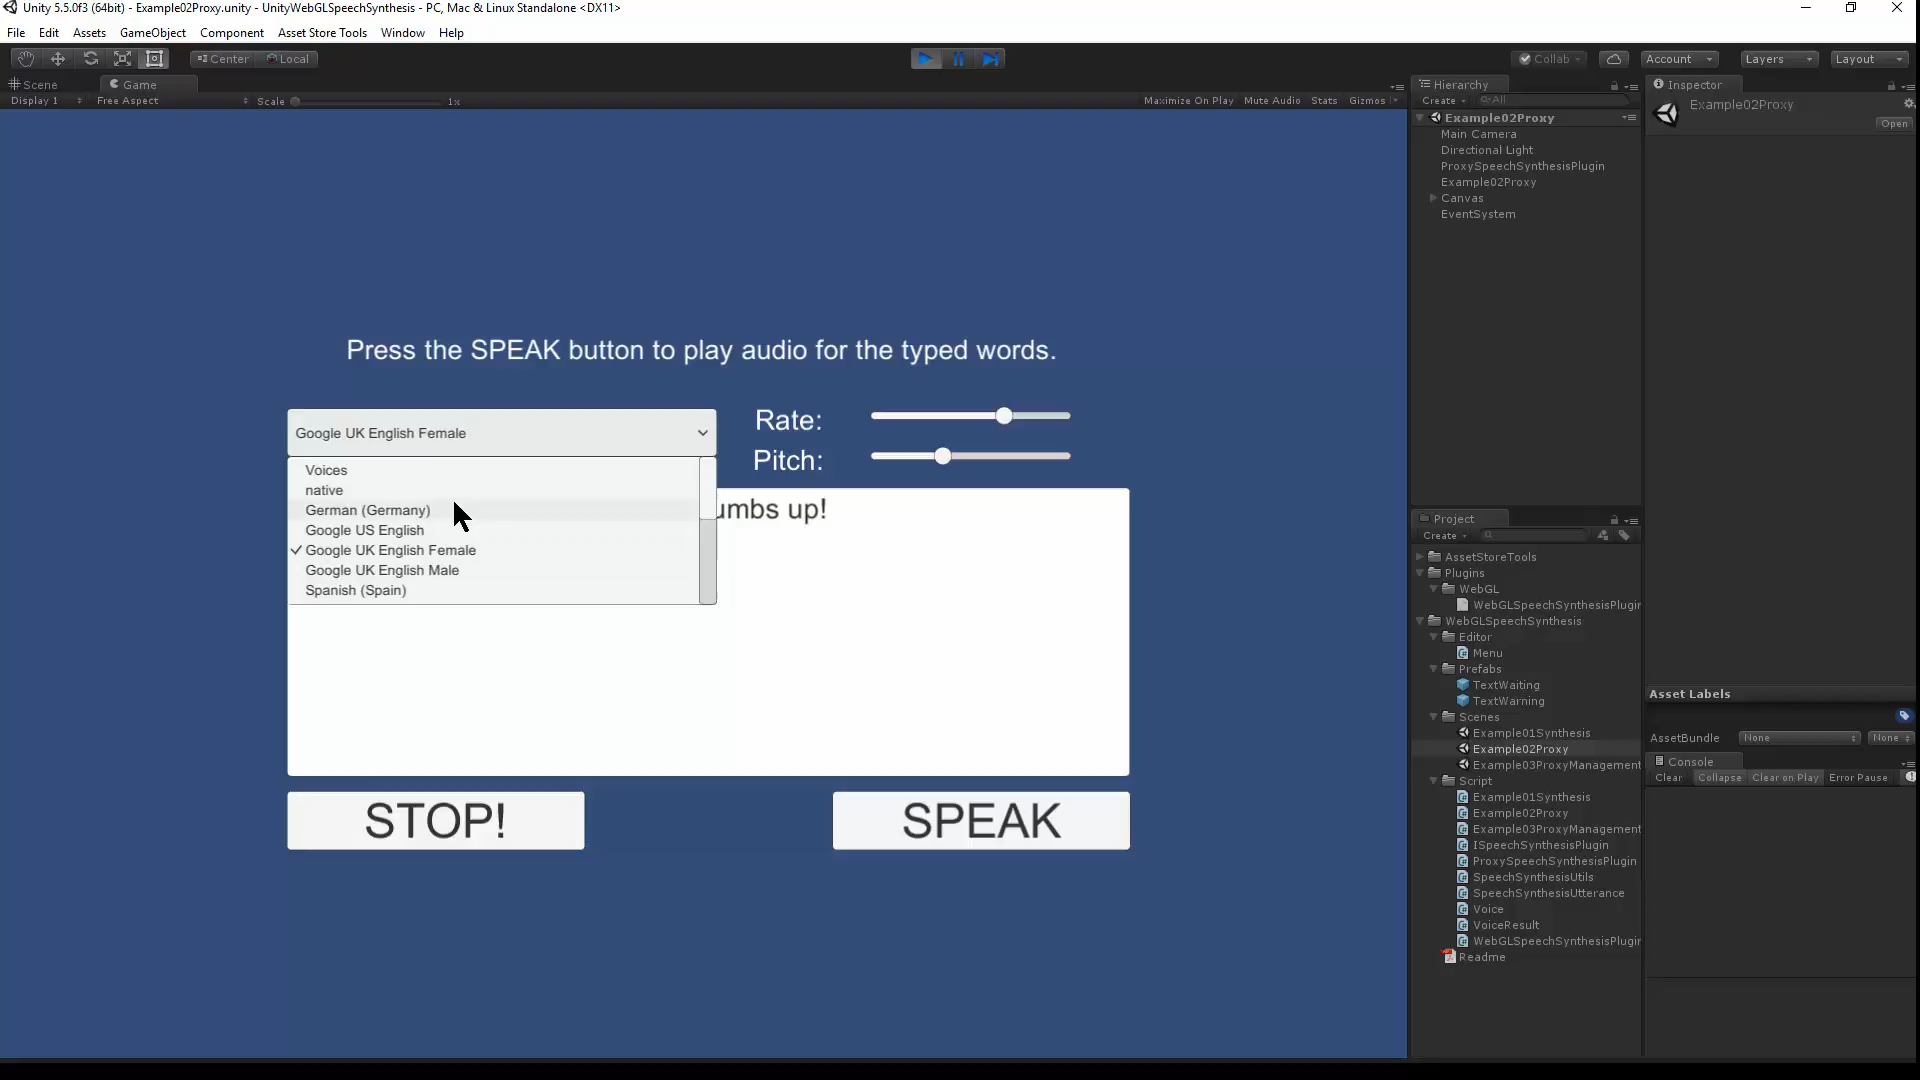 Unity 5.5.0f3 (64bit) - Example02Proxy.unity - UnityWebGLSpeechSynthesis - PC, Mac & Linux Standalone <DX11>
File Edit Assets GameObject Component Asset Store Tools Window Help
Center Local
Collab Account Layers Layout
Scene Game
Display 1 Free Aspect Scale 1x
Maximize On Play Mute Audio Stats Gizmos
Press the SPEAK button to play audio for the typed words.
Google UK English Female
Rate:
Pitch:
Voices
native
German (Germany)
Google US English
Google UK English Female
Google UK English Male
Spanish (Spain)
umbs up!
STOP!
SPEAK
Hierarchy
Create All
Example02Proxy
Main Camera
Directional Light
ProxySpeechSynthesisPlugin
Example02Proxy
Canvas
EventSystem
Project
Create
AssetStoreTools
Plugins
WebGL
WebGLSpeechSynthesisPlugin
WebGLSpeechSynthesis
Editor
Menu
Prefabs
TextWaiting
TextWarning
Scenes
Example01Synthesis
Example02Proxy
Example03ProxyManagement
Script
Example01Synthesis
Example02Proxy
Example03ProxyManagement
ISpeechSynthesisPlugin
ProxySpeechSynthesisPlugin
SpeechSynthesisUtils
SpeechSynthesisUtterance
Voice
VoiceResult
WebGLSpeechSynthesisPlugin
Readme
Inspector
Example02Proxy
Open
Asset Labels
AssetBundle None None
Console
Clear Collapse Clear on Play Error Pause